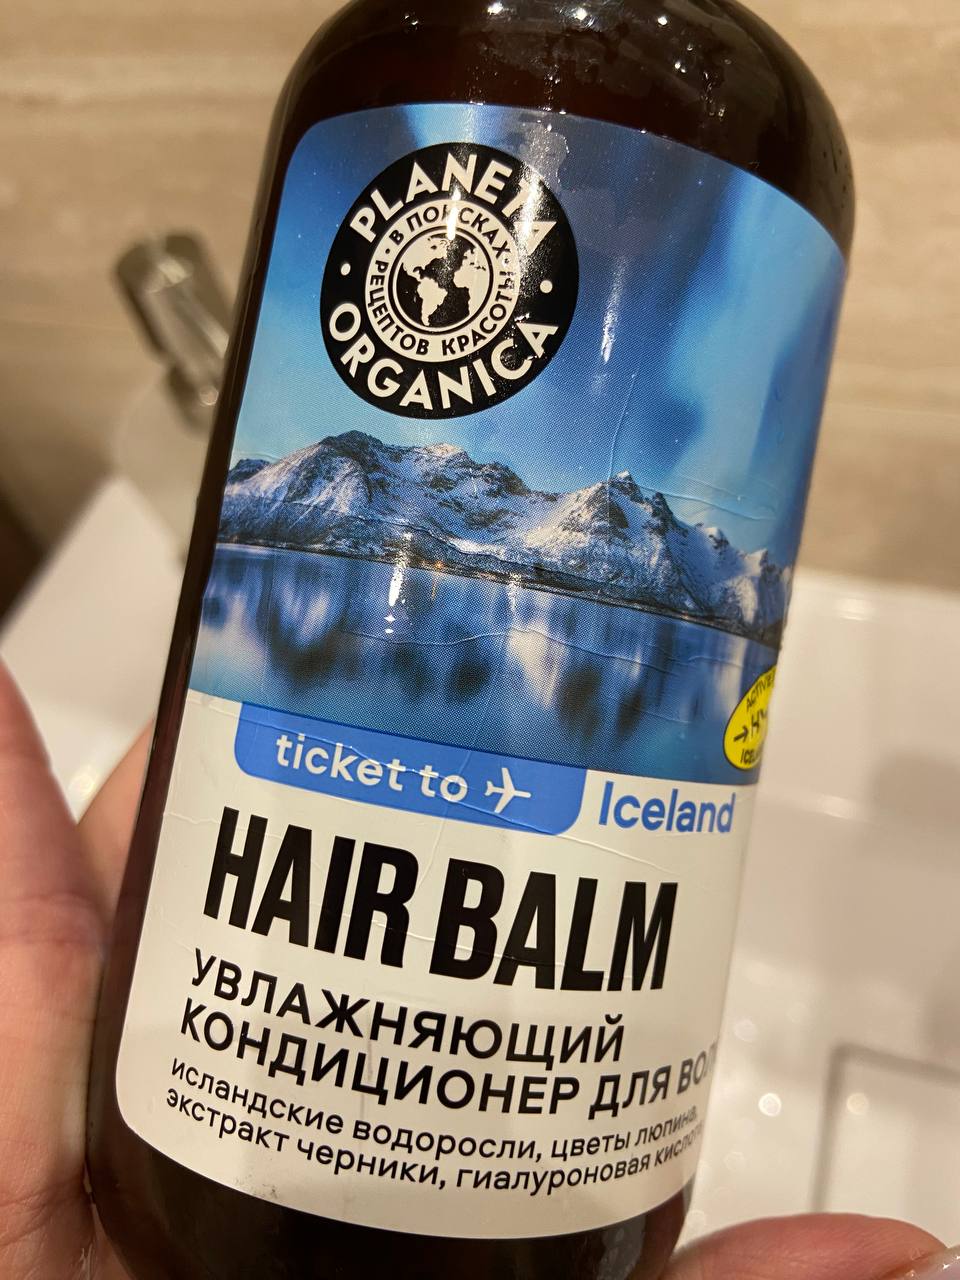 PLANETA
ORGANICA
В ПОИСКАХ
РЕЦЕПТОВ КРАСОТЫ
ticket to
Iceland
HAIR BALM
УВЛАЖНЯЮЩИЙ
КОНДИЦИОНЕР ДЛЯ
исландские водоросли, цветы люпина,
экстракт черники, гиалуроновая